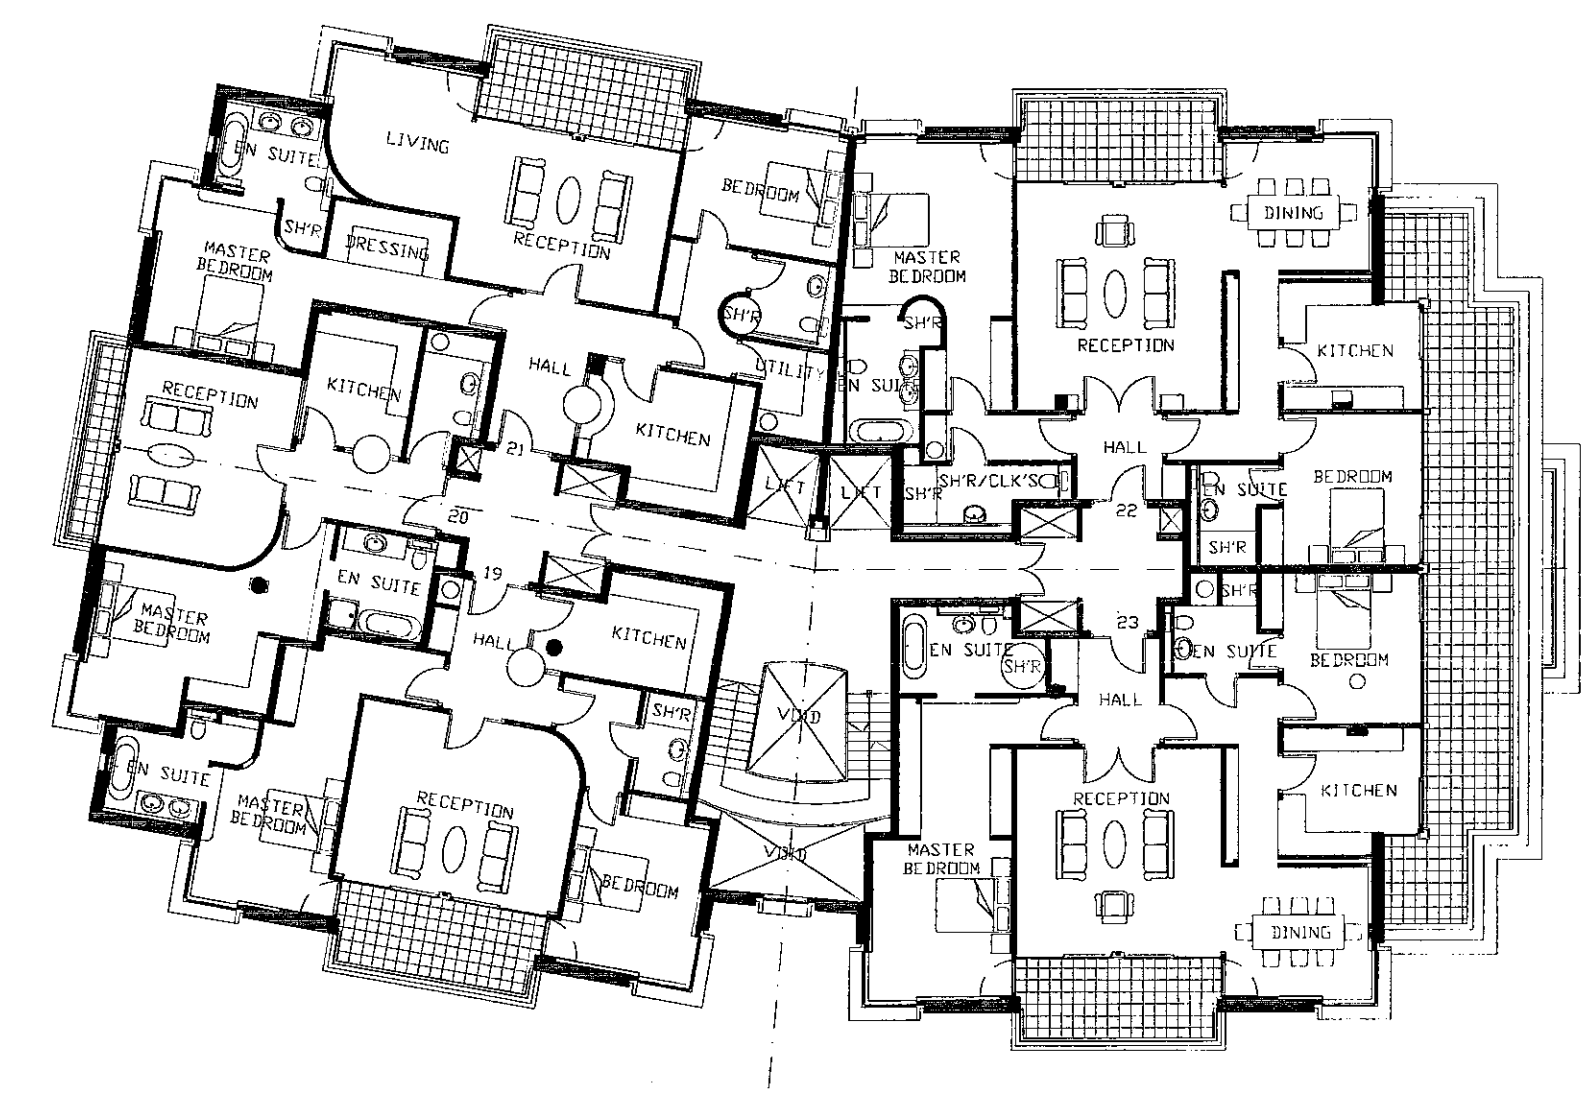 LIVING
EN SUITE
SH'R
DRESSING
MASTER
BEDROOM
RECEPTION
BEDROOM
SH'R
UTILITY
HALL
KITCHEN
21
RECEPTION
KITCHEN
20
MASTER
BEDROOM
EN SUITE
19
HALL
KITCHEN
EN SUITE
MASTER
BEDROOM
RECEPTION
SH'R
BEDROOM
LIFT
LIFT
VOID
VOID
MASTER
BEDROOM
SH'R
EN SUITE
RECEPTION
DINING
KITCHEN
HALL
SH'R
SH'R/CLK'S
22
EN SUITE
SH'R
BEDROOM
SH'R
EN SUITE
BEDROOM
23
HALL
EN SUITE
SH'R
KITCHEN
RECEPTION
MASTER
BEDROOM
DINING